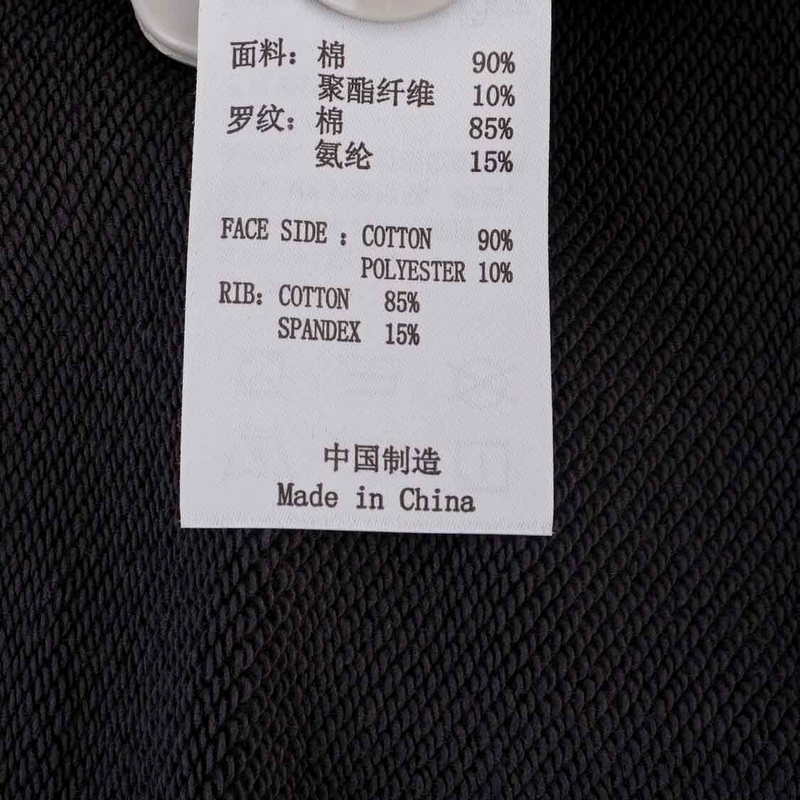 面料：棉 90%
聚酯纤维 10%
罗纹：棉 85%
氨纶 15%
FACE SIDE : COTTON 90%
POLYESTER 10%
RIB: COTTON 85%
SPANDEX 15%
中国制造
Made in China